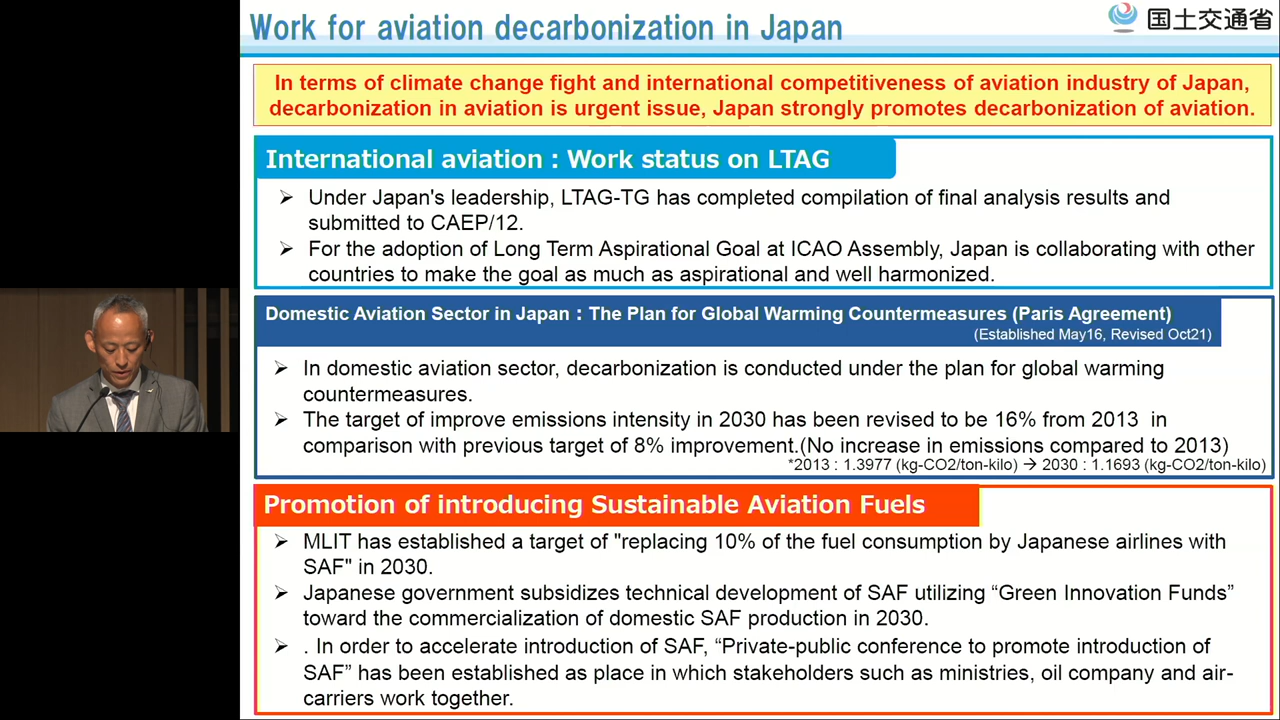 Work for aviation decarbonization in Japan
国土交通省
In terms of climate change fight and international competitiveness of aviation industry of Japan,
decarbonization in aviation is urgent issue, Japan strongly promotes decarbonization of aviation.
International aviation : Work status on LTAG
➢ Under Japan's leadership, LTAG-TG has completed compilation of final analysis results and
submitted to CAEP/12.
➢ For the adoption of Long Term Aspirational Goal at ICAO Assembly, Japan is collaborating with other
countries to make the goal as much as aspirational and well harmonized.
Domestic Aviation Sector in Japan : The Plan for Global Warming Countermeasures (Paris Agreement)
(Established May16, Revised Oct21)
➢ In domestic aviation sector, decarbonization is conducted under the plan for global warming
countermeasures.
➢ The target of improve emissions intensity in 2030 has been revised to be 16% from 2013 in
comparison with previous target of 8% improvement.(No increase in emissions compared to 2013)
*2013 : 1.3977 (kg-CO2/ton-kilo) → 2030 : 1.1693 (kg-CO2/ton-kilo)
Promotion of introducing Sustainable Aviation Fuels
➢ MLIT has established a target of "replacing 10% of the fuel consumption by Japanese airlines with
SAF" in 2030.
➢ Japanese government subsidizes technical development of SAF utilizing “Green Innovation Funds”
toward the commercialization of domestic SAF production in 2030.
➢ . In order to accelerate introduction of SAF, “Private-public conference to promote introduction of
SAF” has been established as place in which stakeholders such as ministries, oil company and air-
carriers work together.